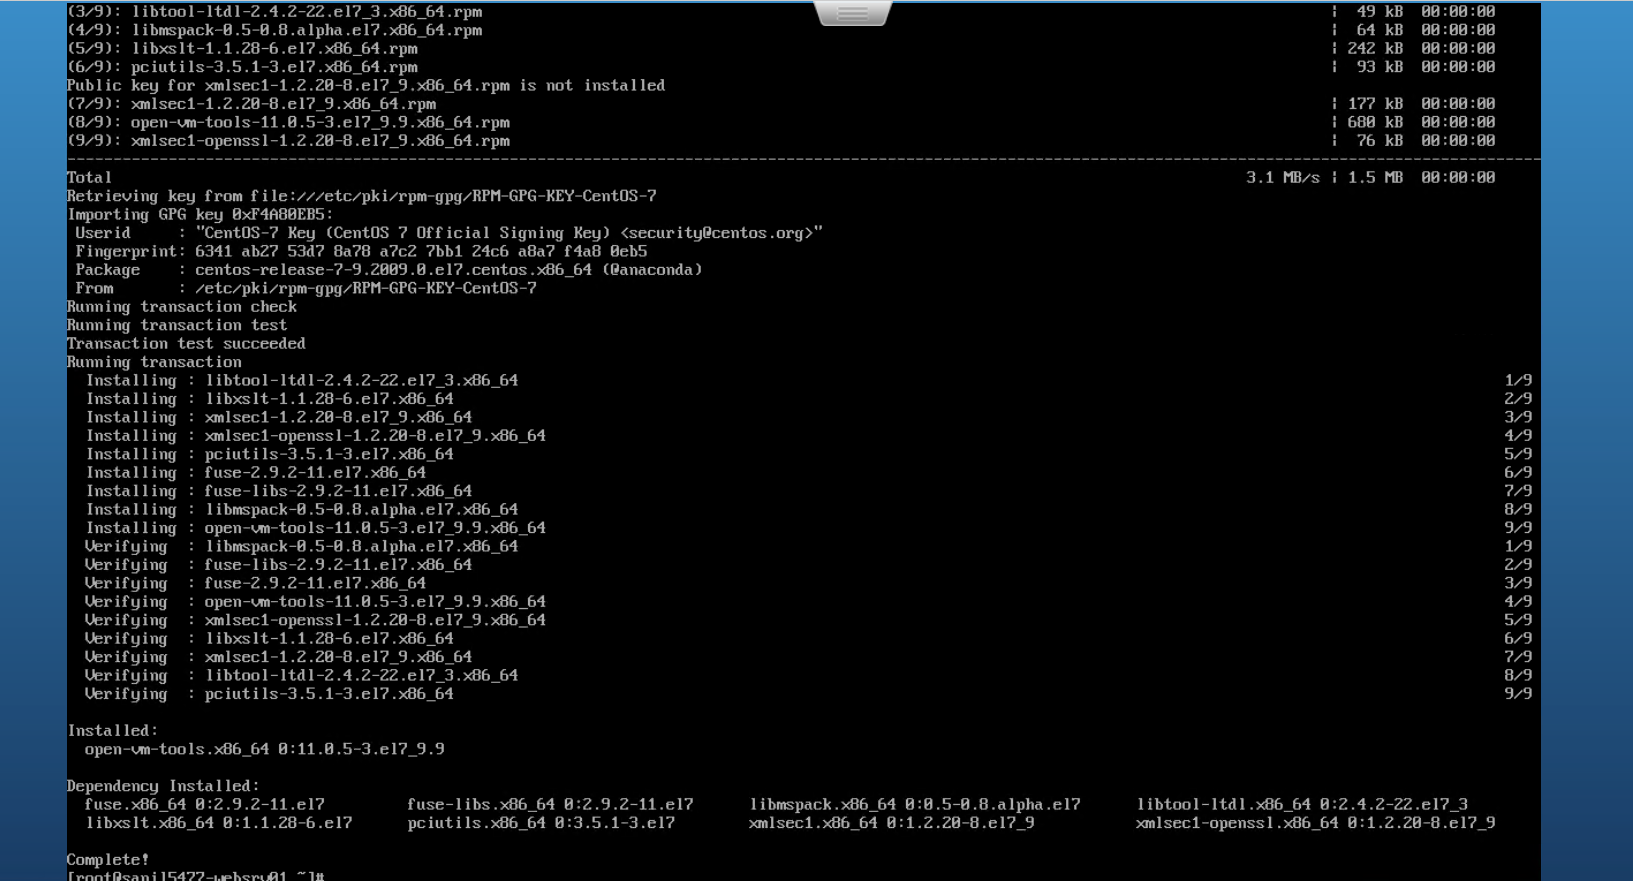 (3/9): libtool-ltdl-2.4.2-22.el7_3.x86_64.rpm | 49 kB 00:00:00
(4/9): libmspack-0.5-0.8.alpha.el7.x86_64.rpm | 64 kB 00:00:00
(5/9): libxslt-1.1.28-6.el7.x86_64.rpm | 242 kB 00:00:00
(6/9): pciutils-3.5.1-3.el7.x86_64.rpm | 93 kB 00:00:00
Public key for xmlsec1-1.2.20-8.el7_9.x86_64.rpm is not installed
(7/9): xmlsec1-1.2.20-8.el7_9.x86_64.rpm | 177 kB 00:00:00
(8/9): open-vm-tools-11.0.5-3.el7_9.9.x86_64.rpm | 680 kB 00:00:00
(9/9): xmlsec1-openssl-1.2.20-8.el7_9.x86_64.rpm | 76 kB 00:00:00
Total 3.1 MB/s | 1.5 MB 00:00:00
Retrieving key from file:///etc/pki/rpm-gpg/RPM-GPG-KEY-CentOS-7
Importing GPG key 0xF4A80EB5:
Userid : "CentOS-7 Key (CentOS 7 Official Signing Key) <security@centos.org>"
Fingerprint: 6341 ab27 53d7 8a78 a7c2 7bb1 24c6 a8a7 f4a8 0eb5
Package : centos-release-7-9.2009.0.el7.centos.x86_64 (@anaconda)
From : /etc/pki/rpm-gpg/RPM-GPG-KEY-CentOS-7
Running transaction check
Running transaction test
Transaction test succeeded
Running transaction
Installing : libtool-ltdl-2.4.2-22.el7_3.x86_64 1/9
Installing : libxslt-1.1.28-6.el7.x86_64 2/9
Installing : xmlsec1-1.2.20-8.el7_9.x86_64 3/9
Installing : xmlsec1-openssl-1.2.20-8.el7_9.x86_64 4/9
Installing : pciutils-3.5.1-3.el7.x86_64 5/9
Installing : fuse-2.9.2-11.el7.x86_64 6/9
Installing : fuse-libs-2.9.2-11.el7.x86_64 7/9
Installing : libmspack-0.5-0.8.alpha.el7.x86_64 8/9
Installing : open-vm-tools-11.0.5-3.el7_9.9.x86_64 9/9
Verifying : libmspack-0.5-0.8.alpha.el7.x86_64 1/9
Verifying : fuse-libs-2.9.2-11.el7.x86_64 2/9
Verifying : fuse-2.9.2-11.el7.x86_64 3/9
Verifying : open-vm-tools-11.0.5-3.el7_9.9.x86_64 4/9
Verifying : xmlsec1-openssl-1.2.20-8.el7_9.x86_64 5/9
Verifying : libxslt-1.1.28-6.el7.x86_64 6/9
Verifying : xmlsec1-1.2.20-8.el7_9.x86_64 7/9
Verifying : libtool-ltdl-2.4.2-22.el7_3.x86_64 8/9
Verifying : pciutils-3.5.1-3.el7.x86_64 9/9
Installed:
open-vm-tools.x86_64 0:11.0.5-3.el7_9.9
Dependency Installed:
fuse.x86_64 0:2.9.2-11.el7 fuse-libs.x86_64 0:2.9.2-11.el7 libmspack.x86_64 0:0.5-0.8.alpha.el7 libtool-ltdl.x86_64 0:2.4.2-22.el7_3
libxslt.x86_64 0:1.1.28-6.el7 pciutils.x86_64 0:3.5.1-3.el7 xmlsec1.x86_64 0:1.2.20-8.el7_9 xmlsec1-openssl.x86_64 0:1.2.20-8.el7_9
Complete!
[root@sanil5477-websrv01 ~]#